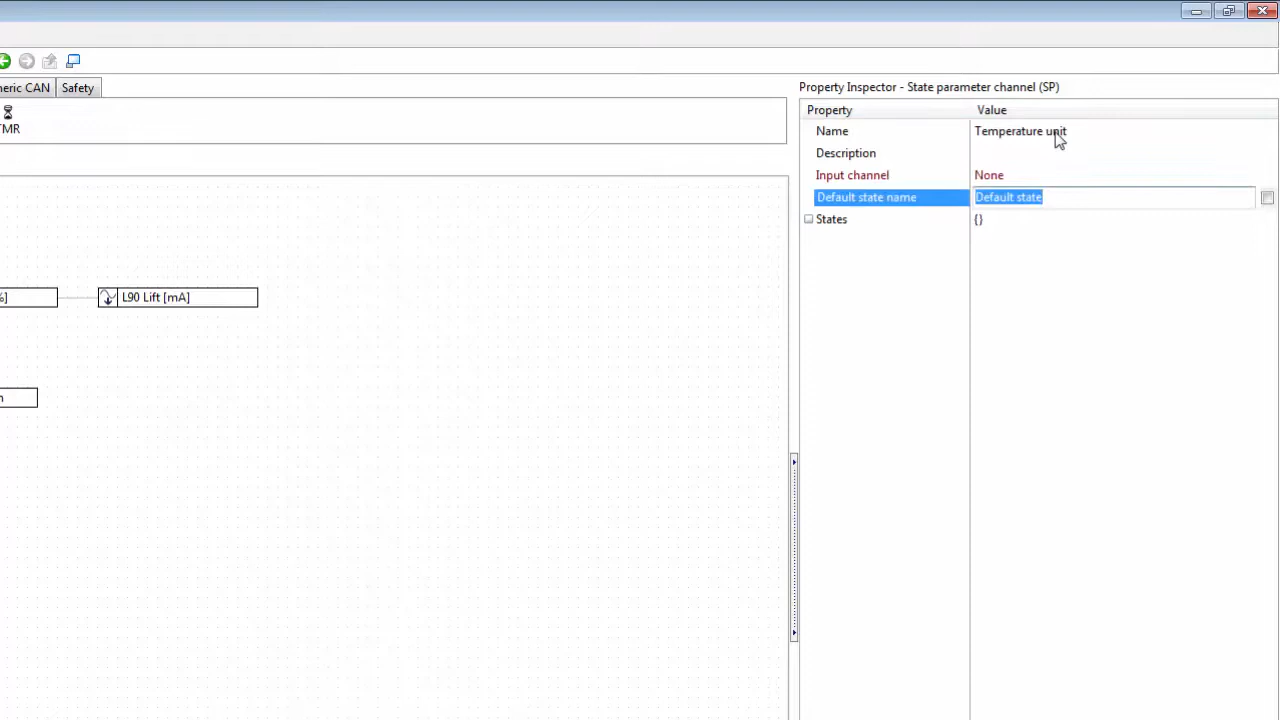 neric CAN
Safety
TMR
%]
L90 Lift [mA]
n
Property Inspector - State parameter channel (SP)
Property Value
Name Temperature unit
Description
Input channel None
Default state name Default state
States {}